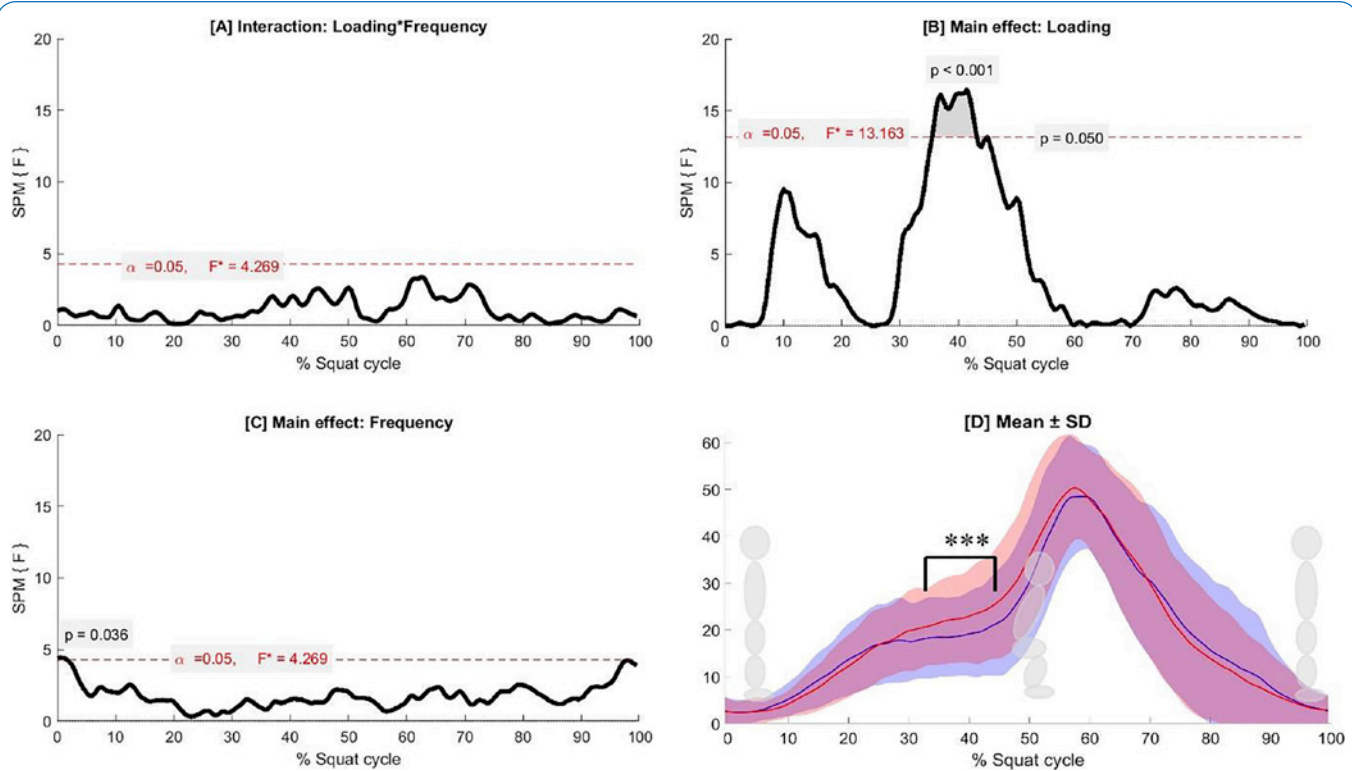 [A] Interaction: Loading*Frequency
20
15
10
5
0
SPM { F }
α =0.05, F* = 4.269
0 10 20 30 40 50 60 70 80 90 100
% Squat cycle
[B] Main effect: Loading
20
15
10
5
0
SPM { F }
p < 0.001
α =0.05, F* = 13.163
p = 0.050
0 10 20 30 40 50 60 70 80 90 100
% Squat cycle
[C] Main effect: Frequency
20
15
10
5
0
SPM { F }
p = 0.036
α =0.05, F* = 4.269
0 10 20 30 40 50 60 70 80 90 100
% Squat cycle
[D] Mean ± SD
60
50
40
30
20
10
0
***
0 10 20 30 40 50 60 70 80 90 100
% Squat cycle